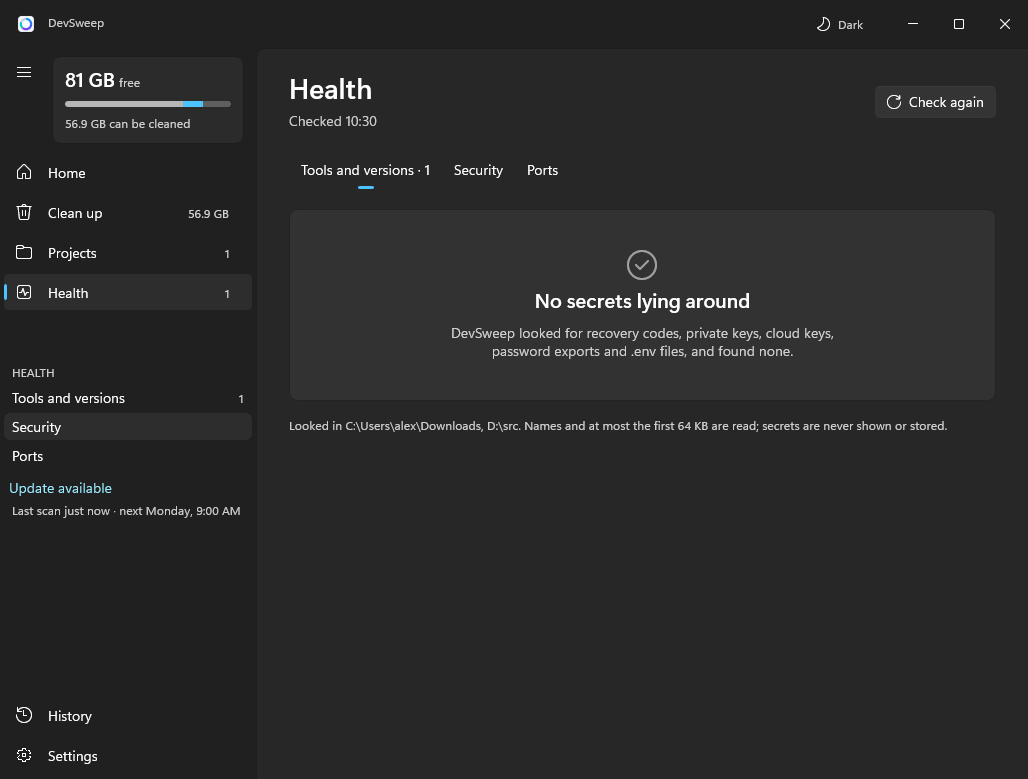 DevSweep
Dark
81 GB free
56.9 GB can be cleaned
Home
Clean up 56.9 GB
Projects 1
Health 1
HEALTH
Tools and versions 1
Security
Ports
Update available
Last scan just now · next Monday, 9:00 AM
History
Settings
Health
Checked 10:30
Check again
Tools and versions · 1 Security Ports
No secrets lying around
DevSweep looked for recovery codes, private keys, cloud keys,
password exports and .env files, and found none.
Looked in C:\Users\alex\Downloads, D:\src. Names and at most the first 64 KB are read; secrets are never shown or stored.